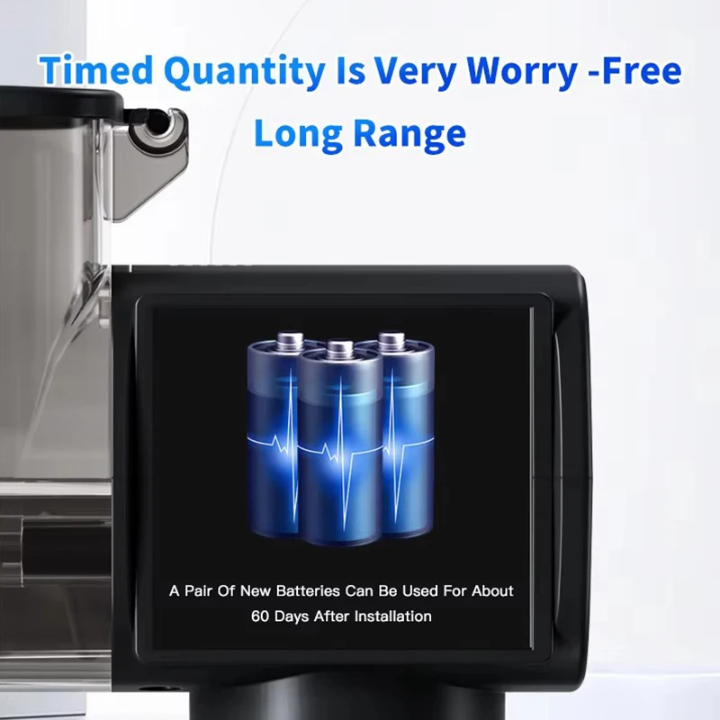 Timed Quantity Is Very Worry -Free
Long Range
A Pair Of New Batteries Can Be Used For About
60 Days After Installation